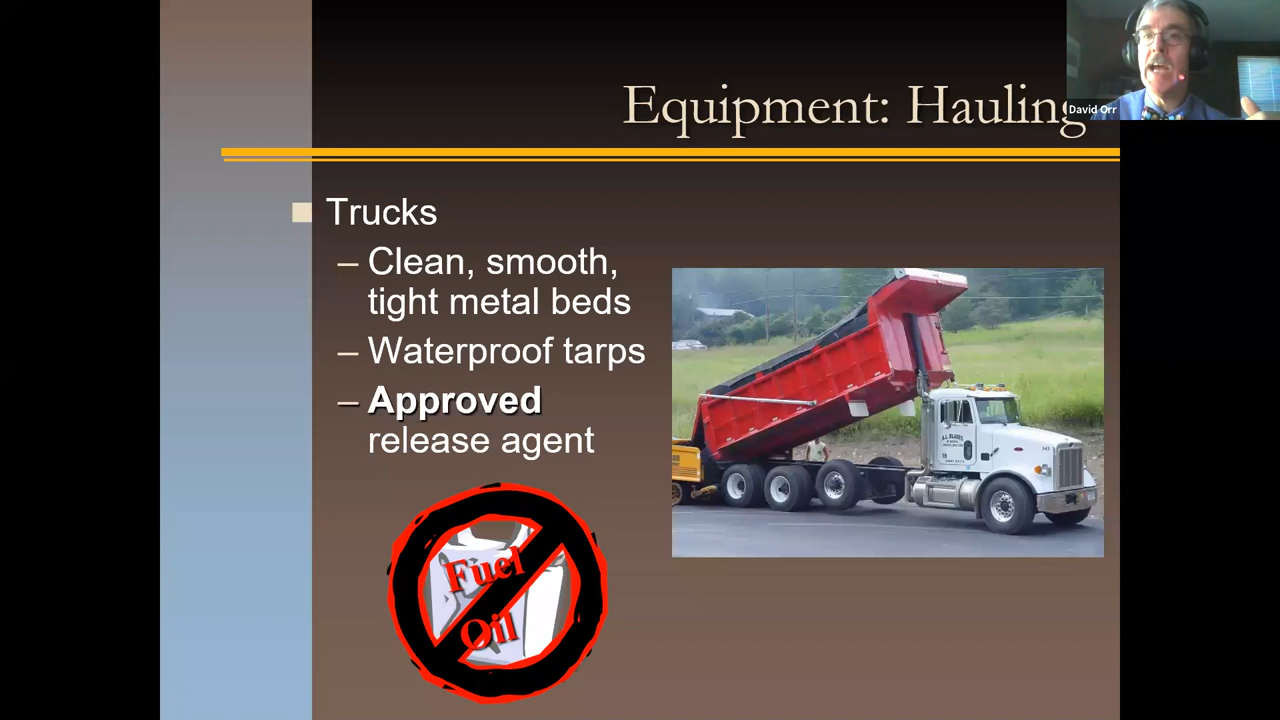 Equipment: Hauling
David Orr
Trucks
– Clean, smooth,
tight metal beds
– Waterproof tarps
– Approved
release agent
Fuel
Oil